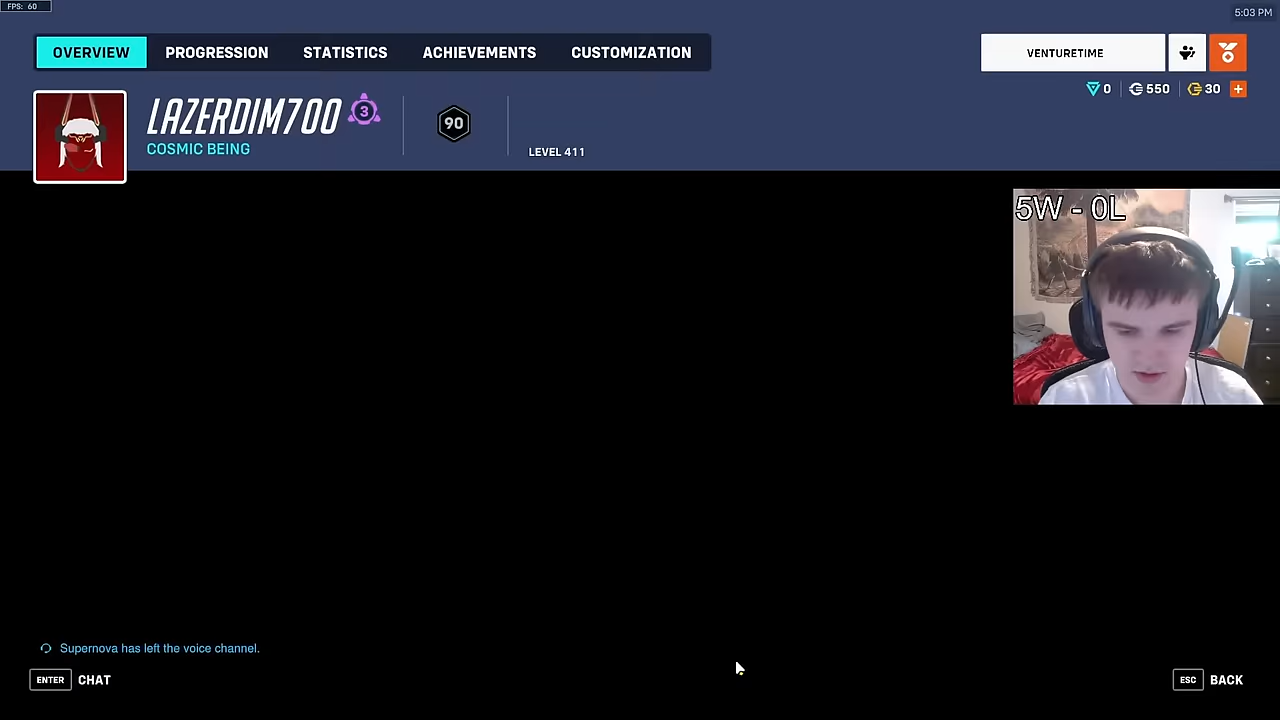 FPS: 60
5:03 PM
OVERVIEW
PROGRESSION
STATISTICS
ACHIEVEMENTS
CUSTOMIZATION
VENTURETIME
0
550
30
LAZERDIM700
3
COSMIC BEING
90
LEVEL 411
5W - 0L
Supernova has left the voice channel.
ENTER
CHAT
ESC
BACK